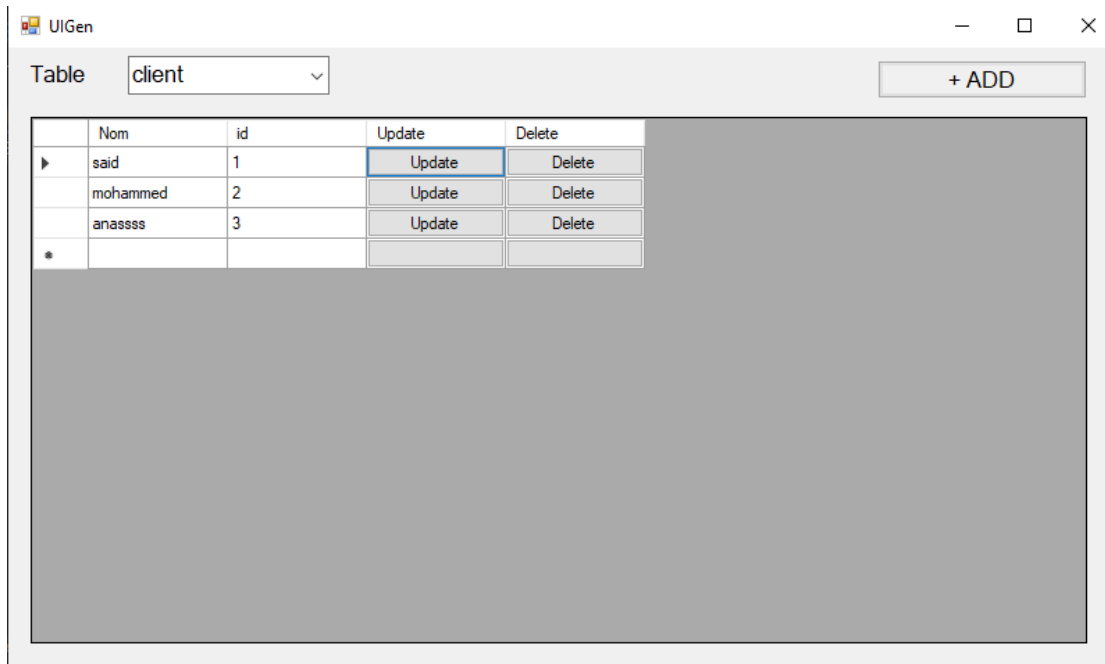 UIGen
Table client + ADD
Nom id Update Delete
said 1 Update Delete
mohammed 2 Update Delete
anassss 3 Update Delete